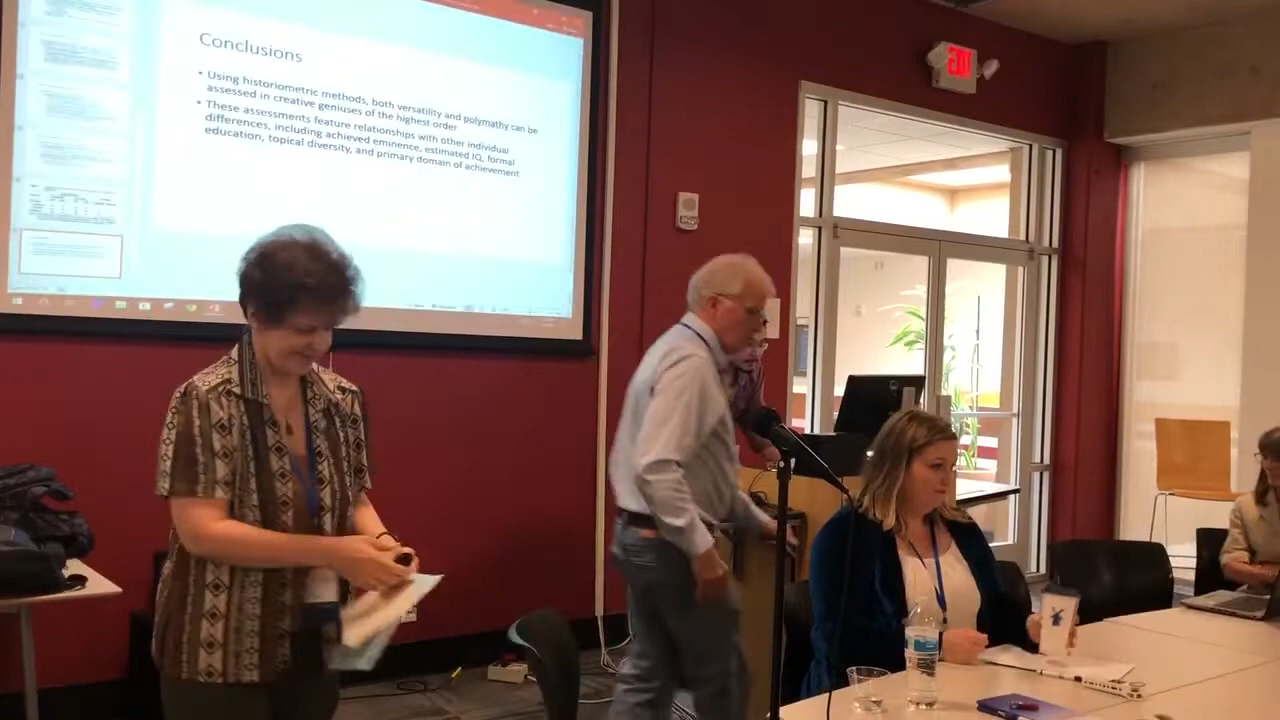 Conclusions
• Using historiometric methods, both versatility and polymathy can be
assessed in creative geniuses of the highest order
• These assessments feature relationships with other individual
differences, including achieved eminence, estimated IQ, formal
education, topical diversity, and primary domain of achievement
EXIT